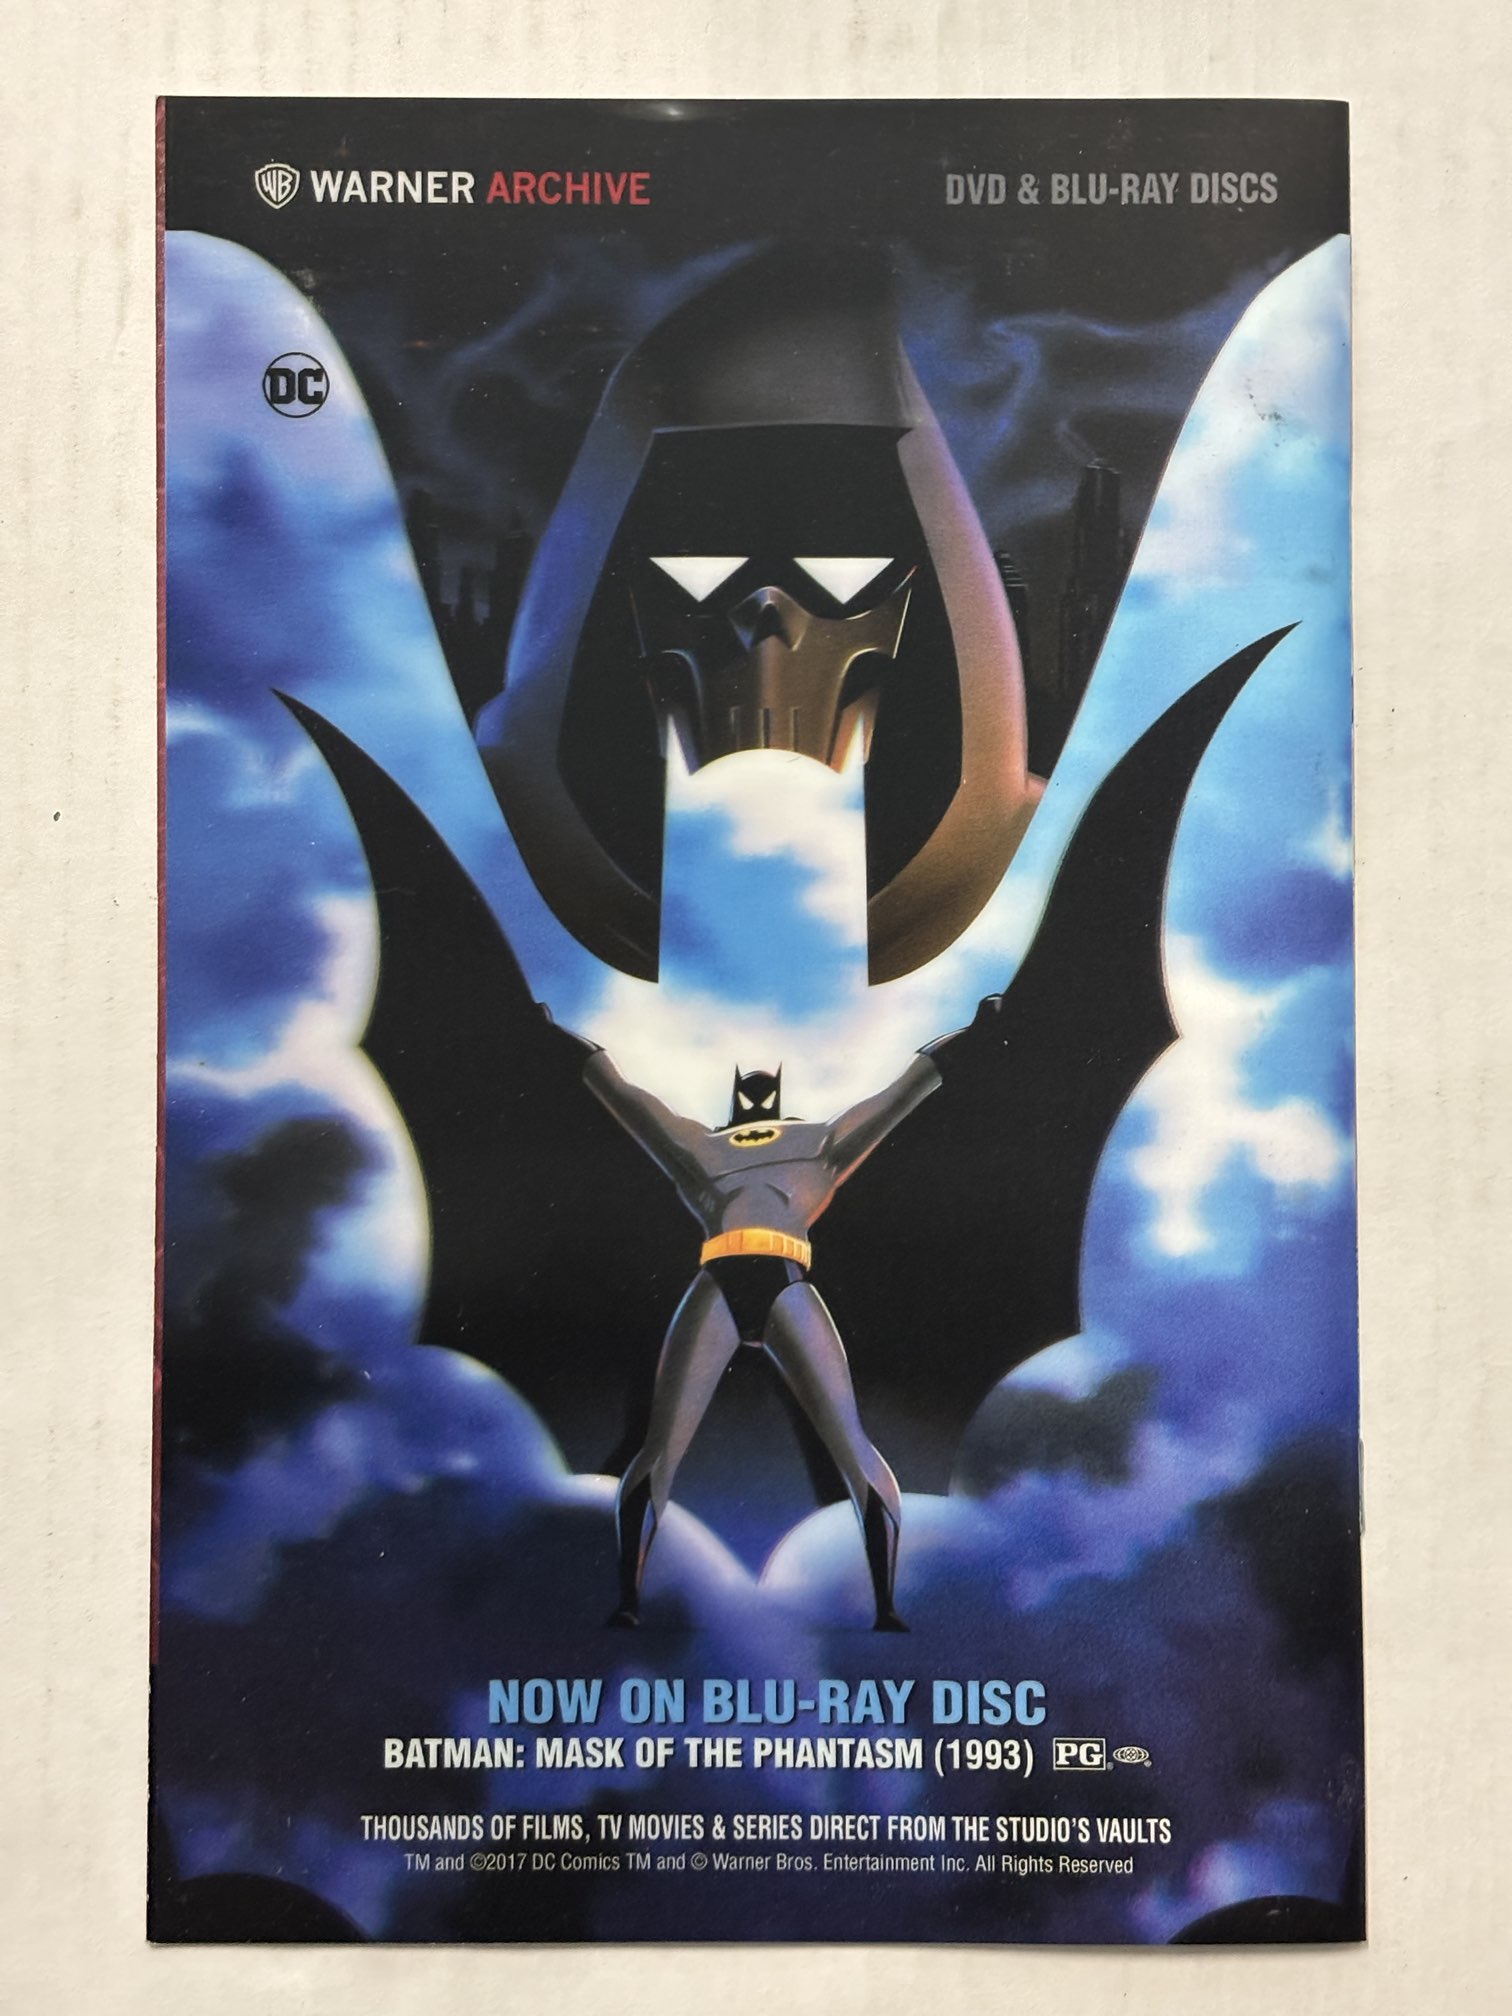 WB WARNER ARCHIVE
DVD & BLU-RAY DISCS
DC
NOW ON BLU-RAY DISC
BATMAN: MASK OF THE PHANTASM (1993) PG®
THOUSANDS OF FILMS, TV MOVIES & SERIES DIRECT FROM THE STUDIO'S VAULTS
TM and ©2017 DC Comics TM and © Warner Bros. Entertainment Inc. All Rights Reserved